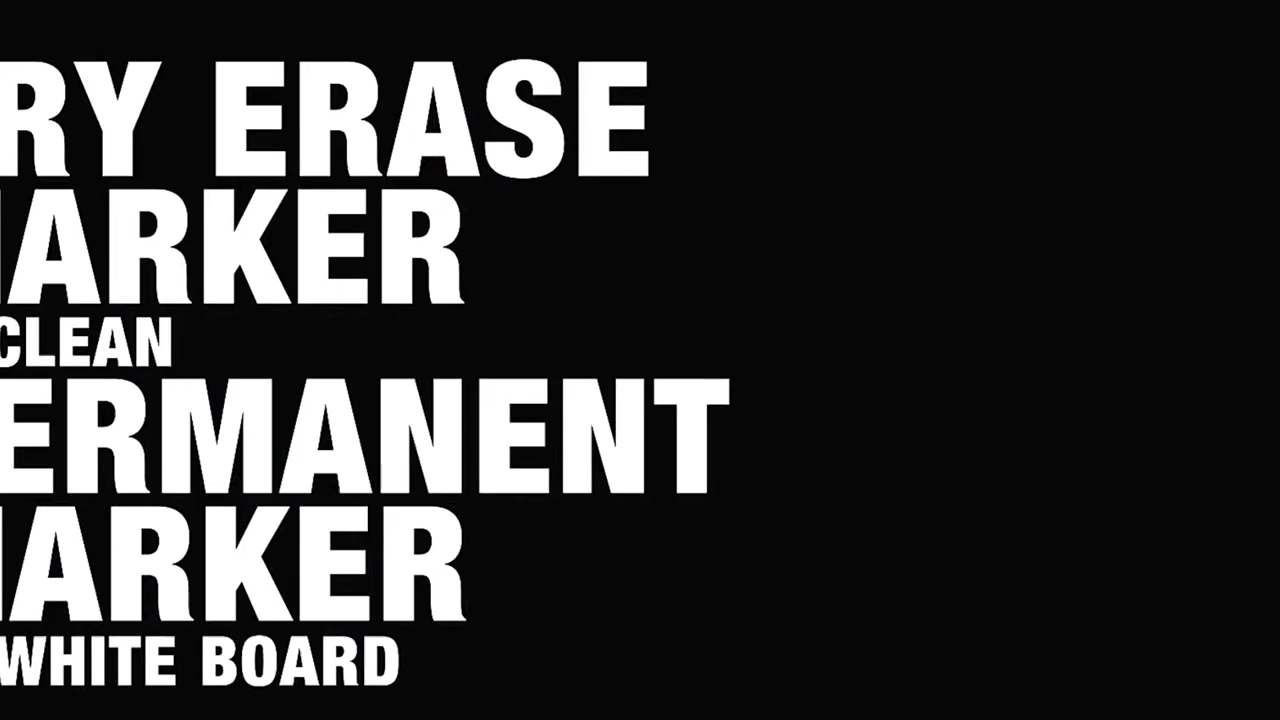 RY ERASE
ARKER
CLEAN
ERMANENT
ARKER
WHITE BOARD